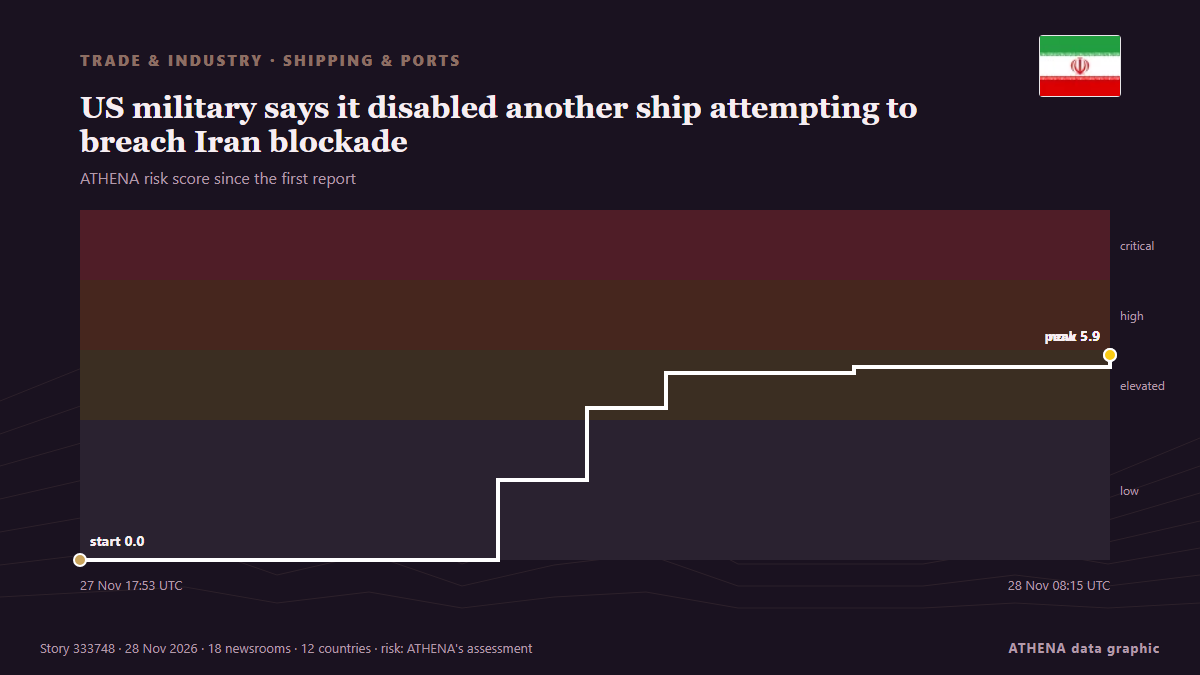 TRADE & INDUSTRY · SHIPPING & PORTS
US military says it disabled another ship attempting to
breach Iran blockade
ATHENA risk score since the first report
critical
high
peak 5.9
elevated
low
start 0.0
27 Nov 17:53 UTC
28 Nov 08:15 UTC
Story 333748 · 28 Nov 2026 · 18 newsrooms · 12 countries · risk: ATHENA's assessment
ATHENA data graphic